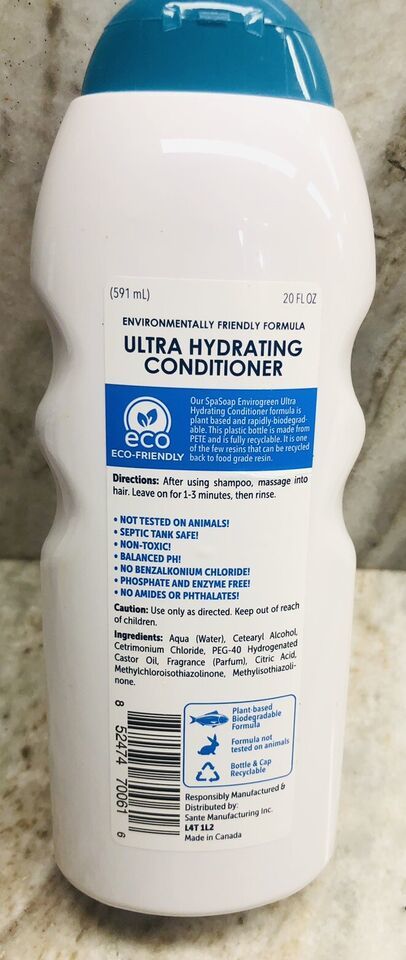 (591 mL) 20 FL OZ
ENVIRONMENTALLY FRIENDLY FORMULA
ULTRA HYDRATING
CONDITIONER
eco
ECO-FRIENDLY
Our SpaSoap Envirogreen Ultra
Hydrating Conditioner formula is
plant based and rapidly-biodegrad-
able. This plastic bottle is made from
PETE and is fully recyclable. It is one
of the few resins that can be recycled
back to food grade resin.
Directions: After using shampoo, massage into
hair. Leave on for 1-3 minutes, then rinse.
• NOT TESTED ON ANIMALS!
• SEPTIC TANK SAFE!
• NON-TOXIC!
• BALANCED PH!
• NO BENZALKONIUM CHLORIDE!
• PHOSPHATE AND ENZYME FREE!
• NO AMIDES OR PHTHALATES!
Caution: Use only as directed. Keep out of reach
of children.
Ingredients: Aqua (Water), Cetearyl Alcohol,
Cetrimonium Chloride, PEG-40 Hydrogenated
Castor Oil, Fragrance (Parfum), Citric Acid,
Methylchloroisothiazolinone, Methylisothiazoli-
none.
8 52474 70061 6
Plant-based
Biodegradable
Formula
Formula not
tested on animals
Bottle & Cap
Recyclable
Responsibly Manufactured &
Distributed by:
Sante Manufacturing Inc.
L4T 1L2
Made in Canada